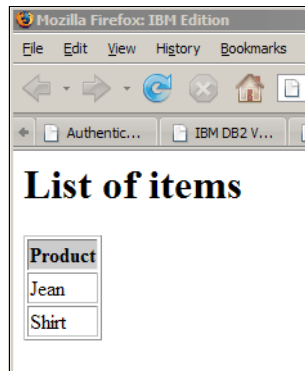 Mozilla Firefox: IBM Edition
File Edit View History Bookmarks
Authentic... IBM DB2 V...
List of items
Product
Jean
Shirt